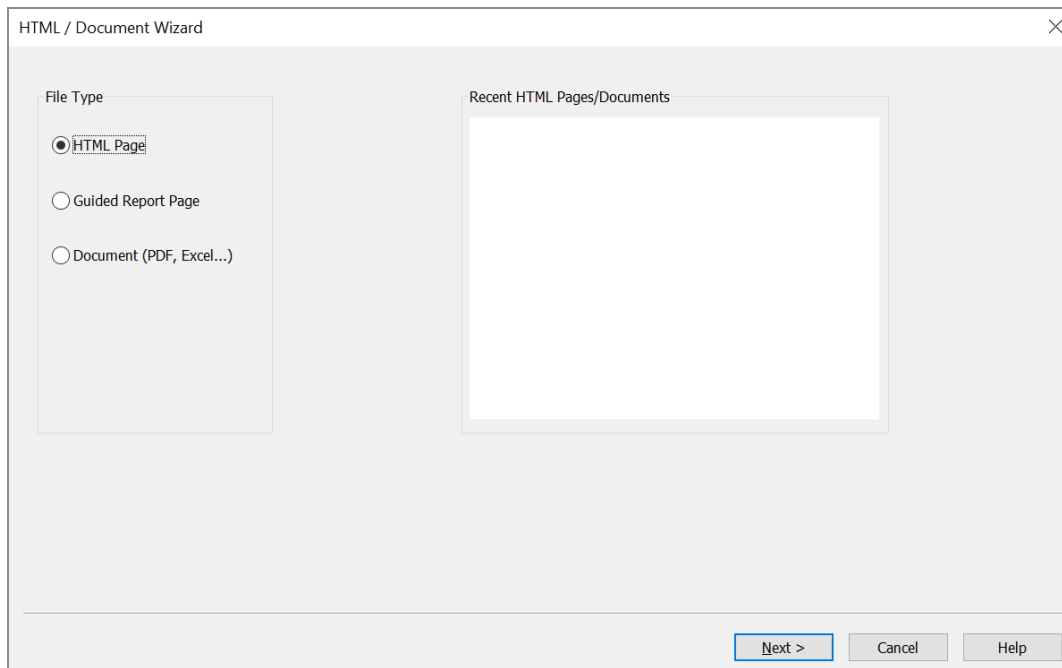 HTML / Document Wizard
File Type
HTML Page
Guided Report Page
Document (PDF, Excel...)
Recent HTML Pages/Documents
Next >
Cancel
Help